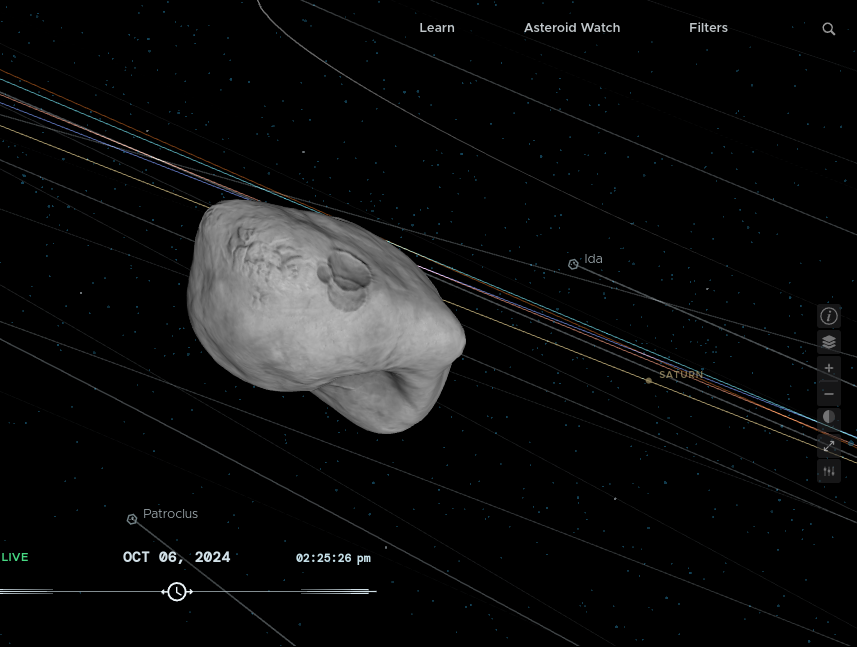 Learn Asteroid Watch Filters
Ida
SATURN
Patroclus
LIVE OCT 06, 2024 02:25:26 pm